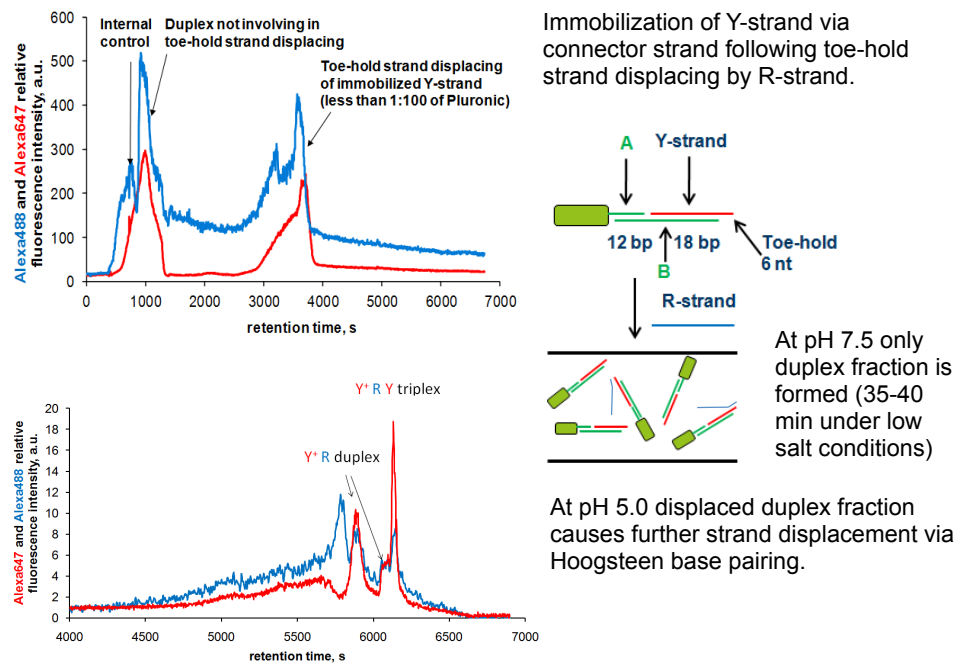 Alexa488 and Alexa647 relative
fluorescence intensity, a.u.
600
500
400
300
200
100
0
0 1000 2000 3000 4000 5000 6000 7000
retention time, s
Internal
control
Duplex not involving in
toe-hold strand displacing
Toe-hold strand displacing
of immobilized Y-strand
(less than 1:100 of Pluronic)
Immobilization of Y-strand via
connector strand following toe-hold
strand displacing by R-strand.
A
Y-strand
12 bp
18 bp
Toe-hold
6 nt
B
R-strand
At pH 7.5 only
duplex fraction is
formed (35-40
min under low
salt conditions)
At pH 5.0 displaced duplex fraction
causes further strand displacement via
Hoogsteen base pairing.
Alexa647 and Alexa488 relative
fluorescence intensity, a.u.
20
18
16
14
12
10
8
6
4
2
0
4000 4500 5000 5500 6000 6500 7000
retention time, s
Y⁺ R Y triplex
Y⁺ R duplex